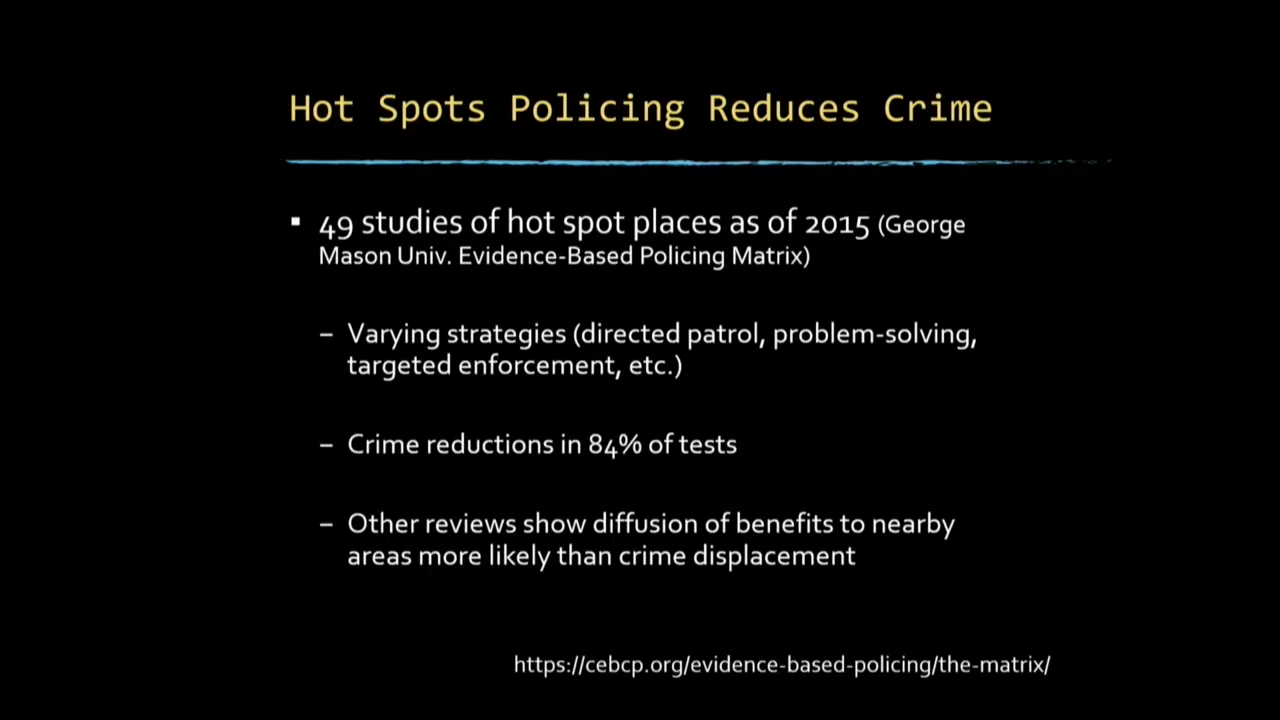 Hot Spots Policing Reduces Crime
▪ 49 studies of hot spot places as of 2015 (George
Mason Univ. Evidence-Based Policing Matrix)
– Varying strategies (directed patrol, problem-solving,
targeted enforcement, etc.)
– Crime reductions in 84% of tests
– Other reviews show diffusion of benefits to nearby
areas more likely than crime displacement
https://cebcp.org/evidence-based-policing/the-matrix/